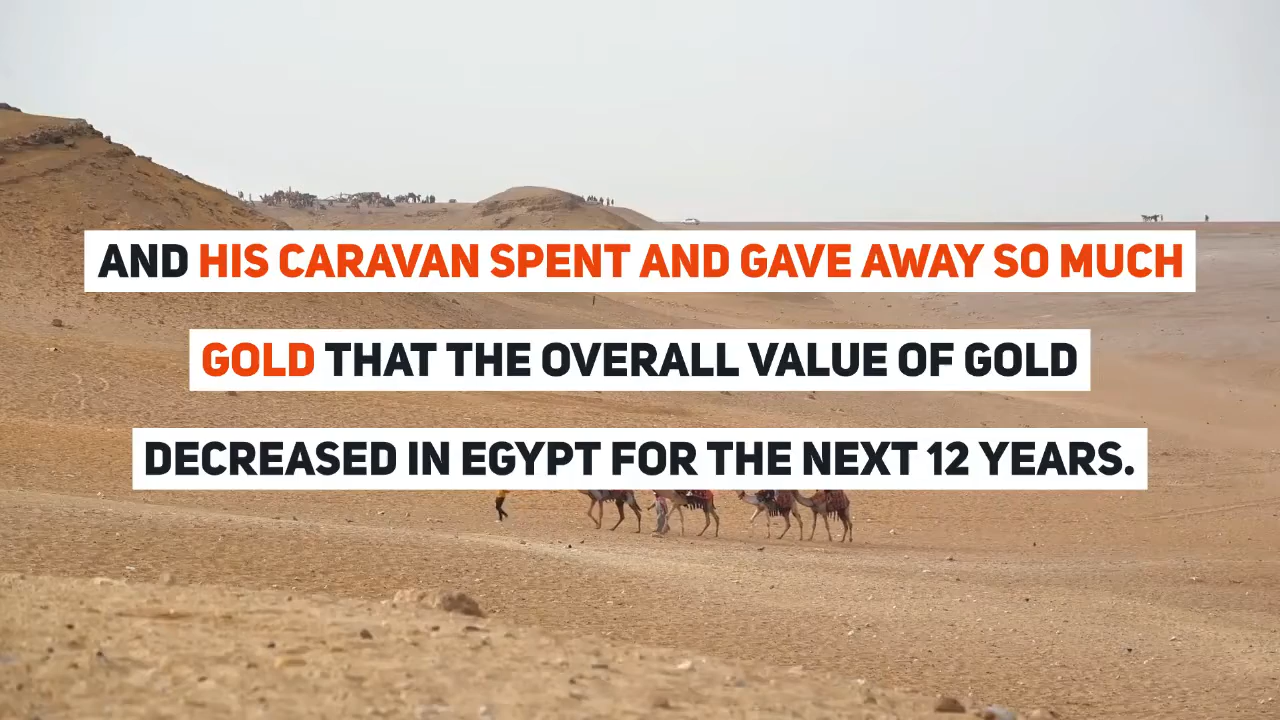 AND HIS CARAVAN SPENT AND GAVE AWAY SO MUCH
GOLD THAT THE OVERALL VALUE OF GOLD
DECREASED IN EGYPT FOR THE NEXT 12 YEARS.